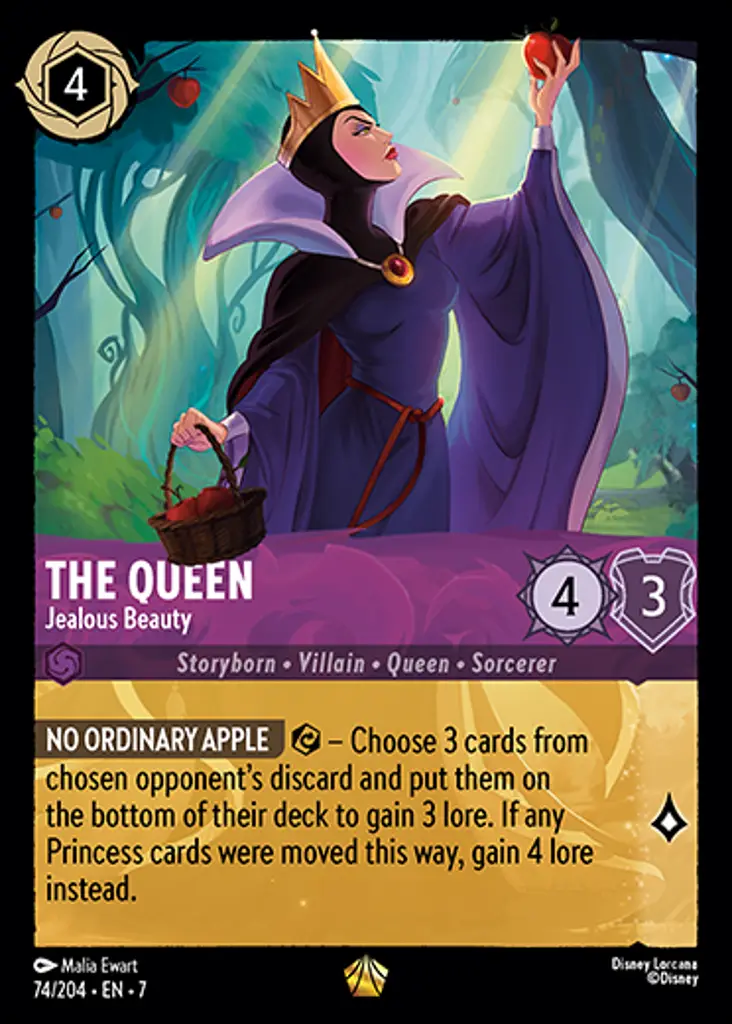 4
THE QUEEN
Jealous Beauty
4 3
Storyborn • Villain • Queen • Sorcerer
NO ORDINARY APPLE – Choose 3 cards from
chosen opponent's discard and put them on
the bottom of their deck to gain 3 lore. If any
Princess cards were moved this way, gain 4 lore
instead.
Malia Ewart
74/204 • EN • 7
Disney Lorcana
©Disney